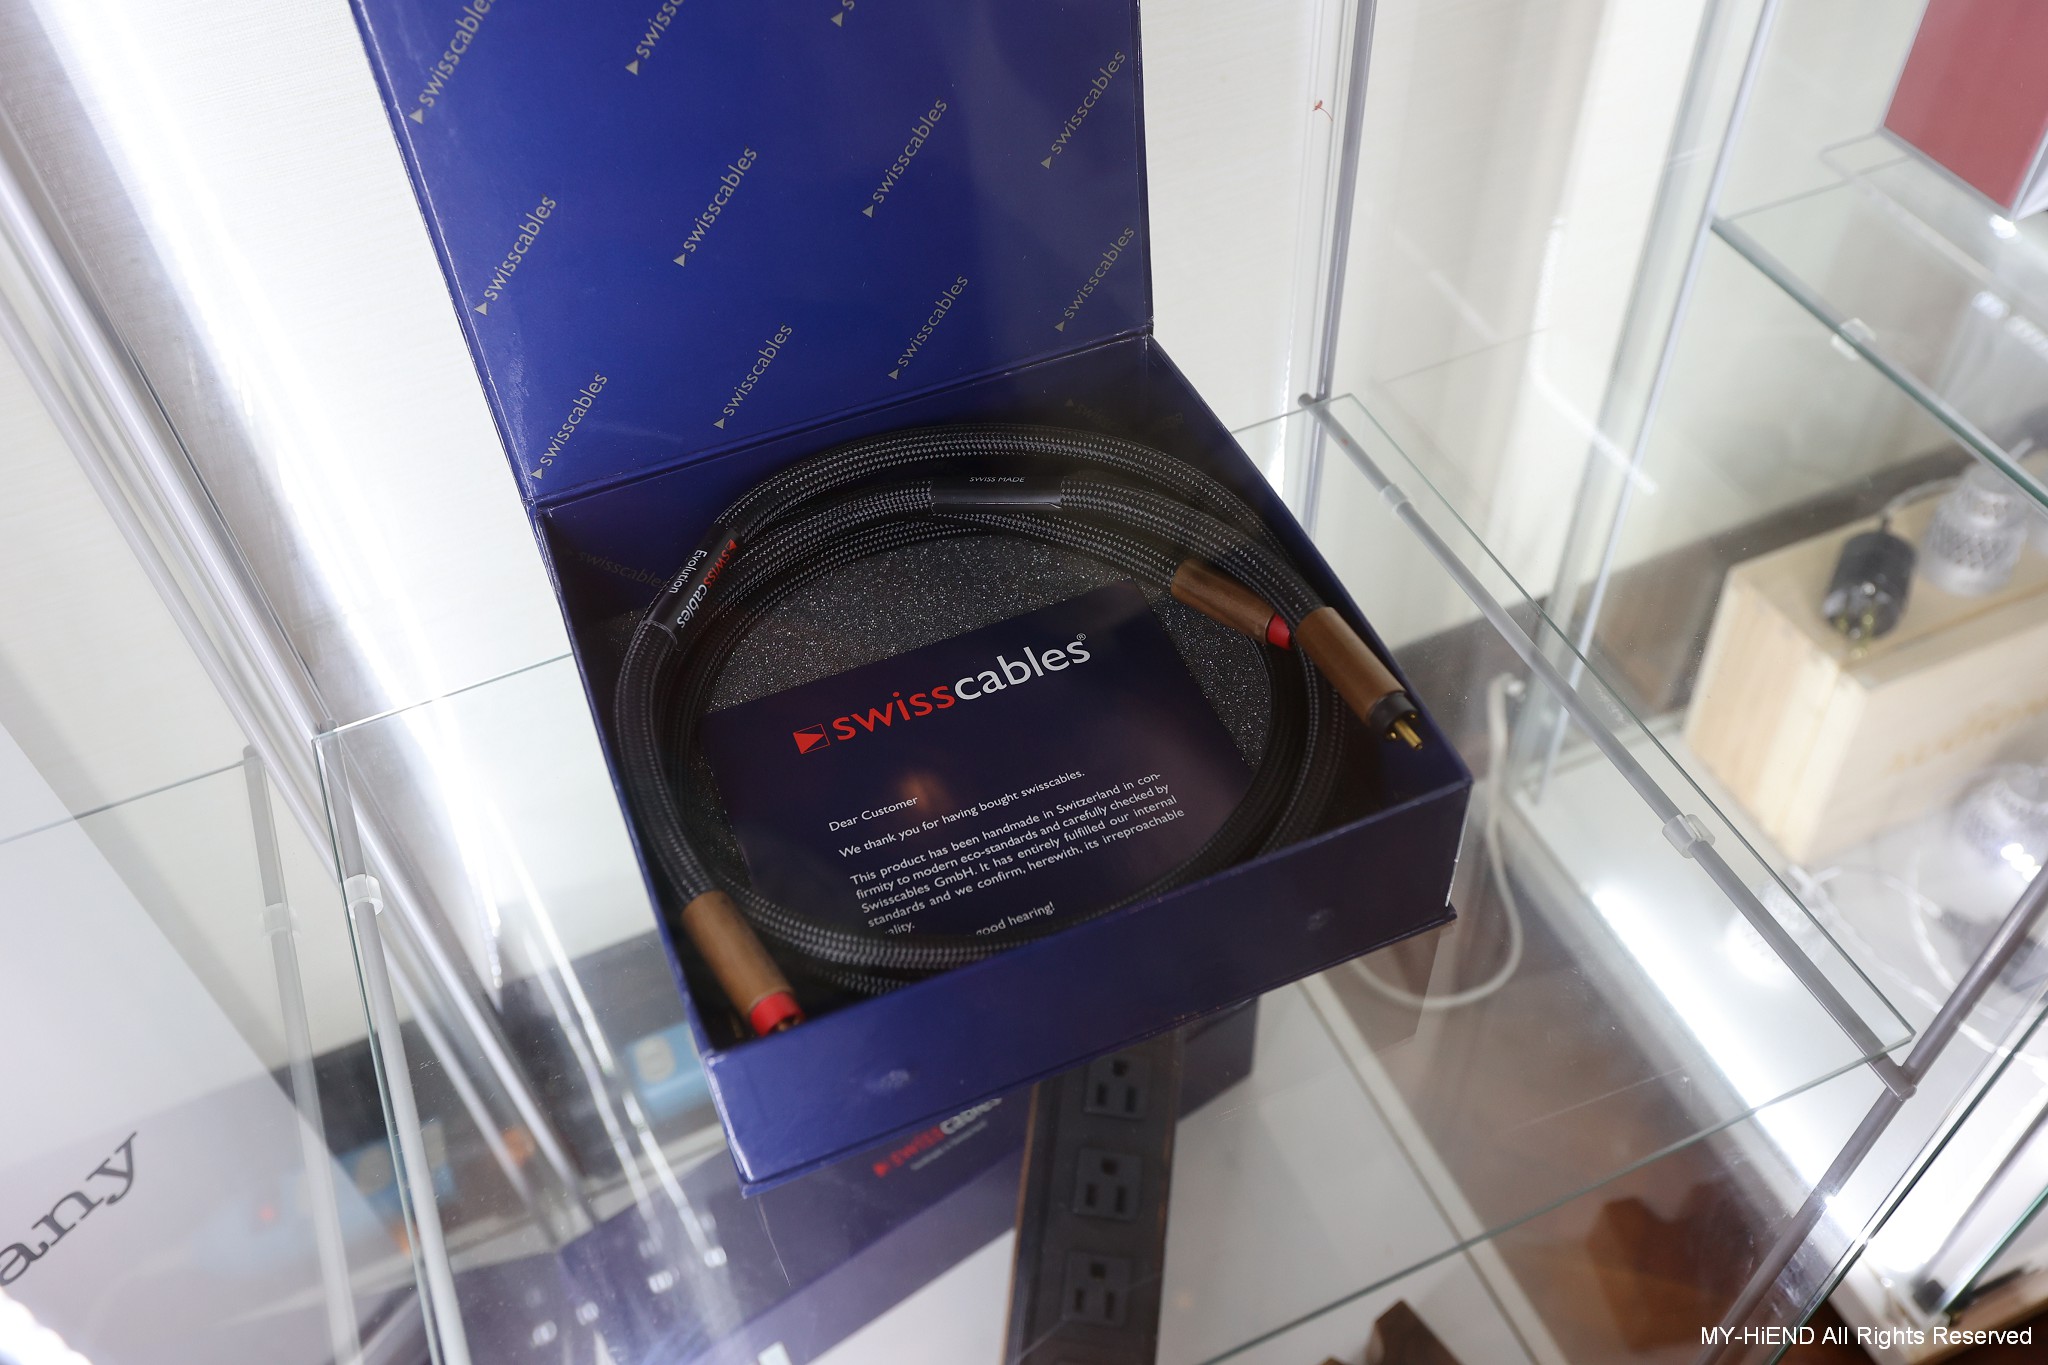 swisscables
swisscables
swisscables
swisscables
swisscables
swisscables
swisscables
swisscables
swisscables
swisscables
SWISS MADE
swisscables
Evolution
swisscables
swisscables®
Dear Customer
We thank you for having bought swisscables.
This product has been handmade in Switzerland in con-
firmity to modern eco-standards and carefully checked by
Swisscables GmbH. It has entirely fulfilled our internal
standards and we confirm, herewith, its irreproachable
good hearing!
swisscables
any
MY-HiEND All Rights Reserved